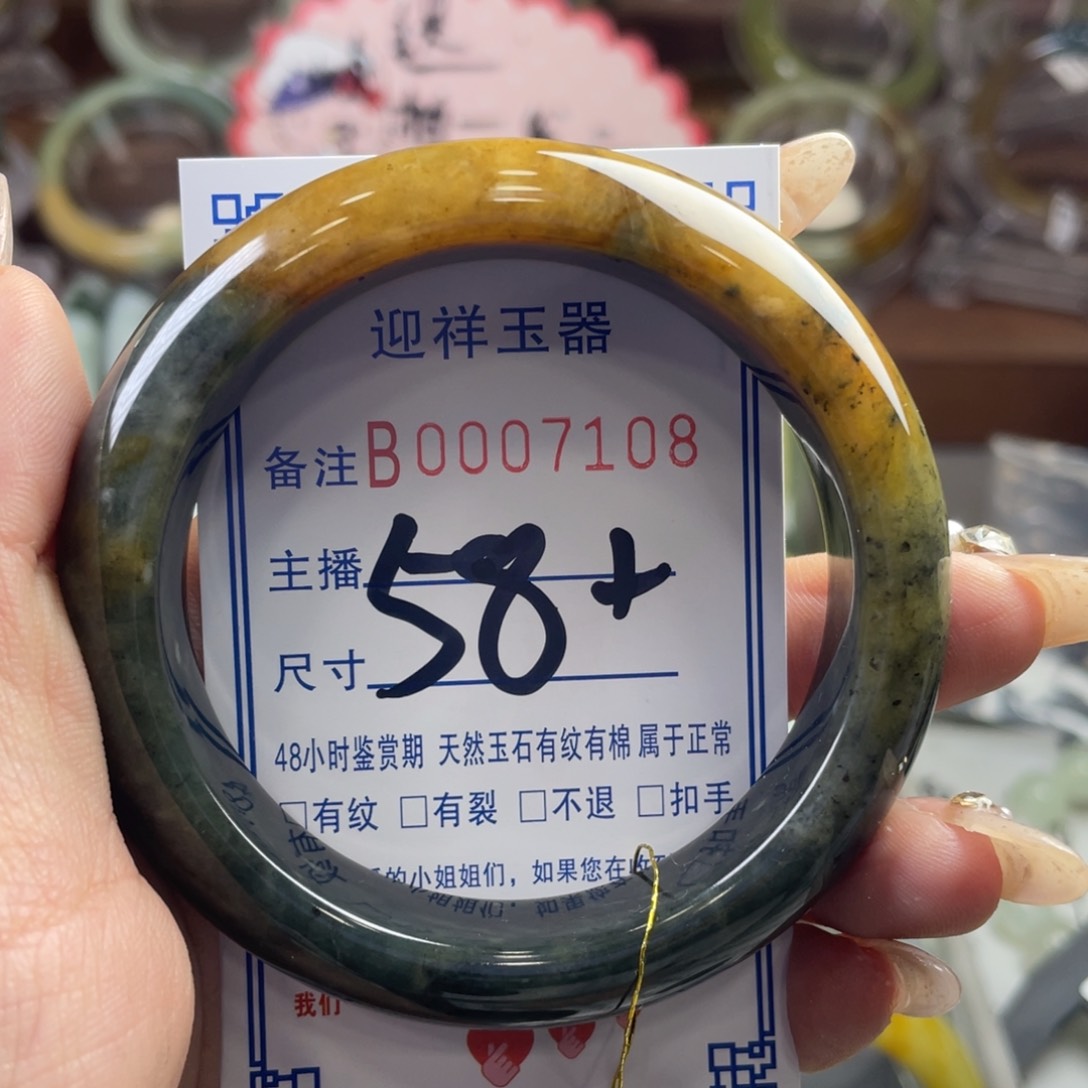 迎祥玉器
备注B0007108
主播
58+
尺寸
48小时鉴赏期 天然玉石有纹有棉属于正常
□有纹 □有裂 □不退 □扣手
的小姐姐们，如果您在收
我们